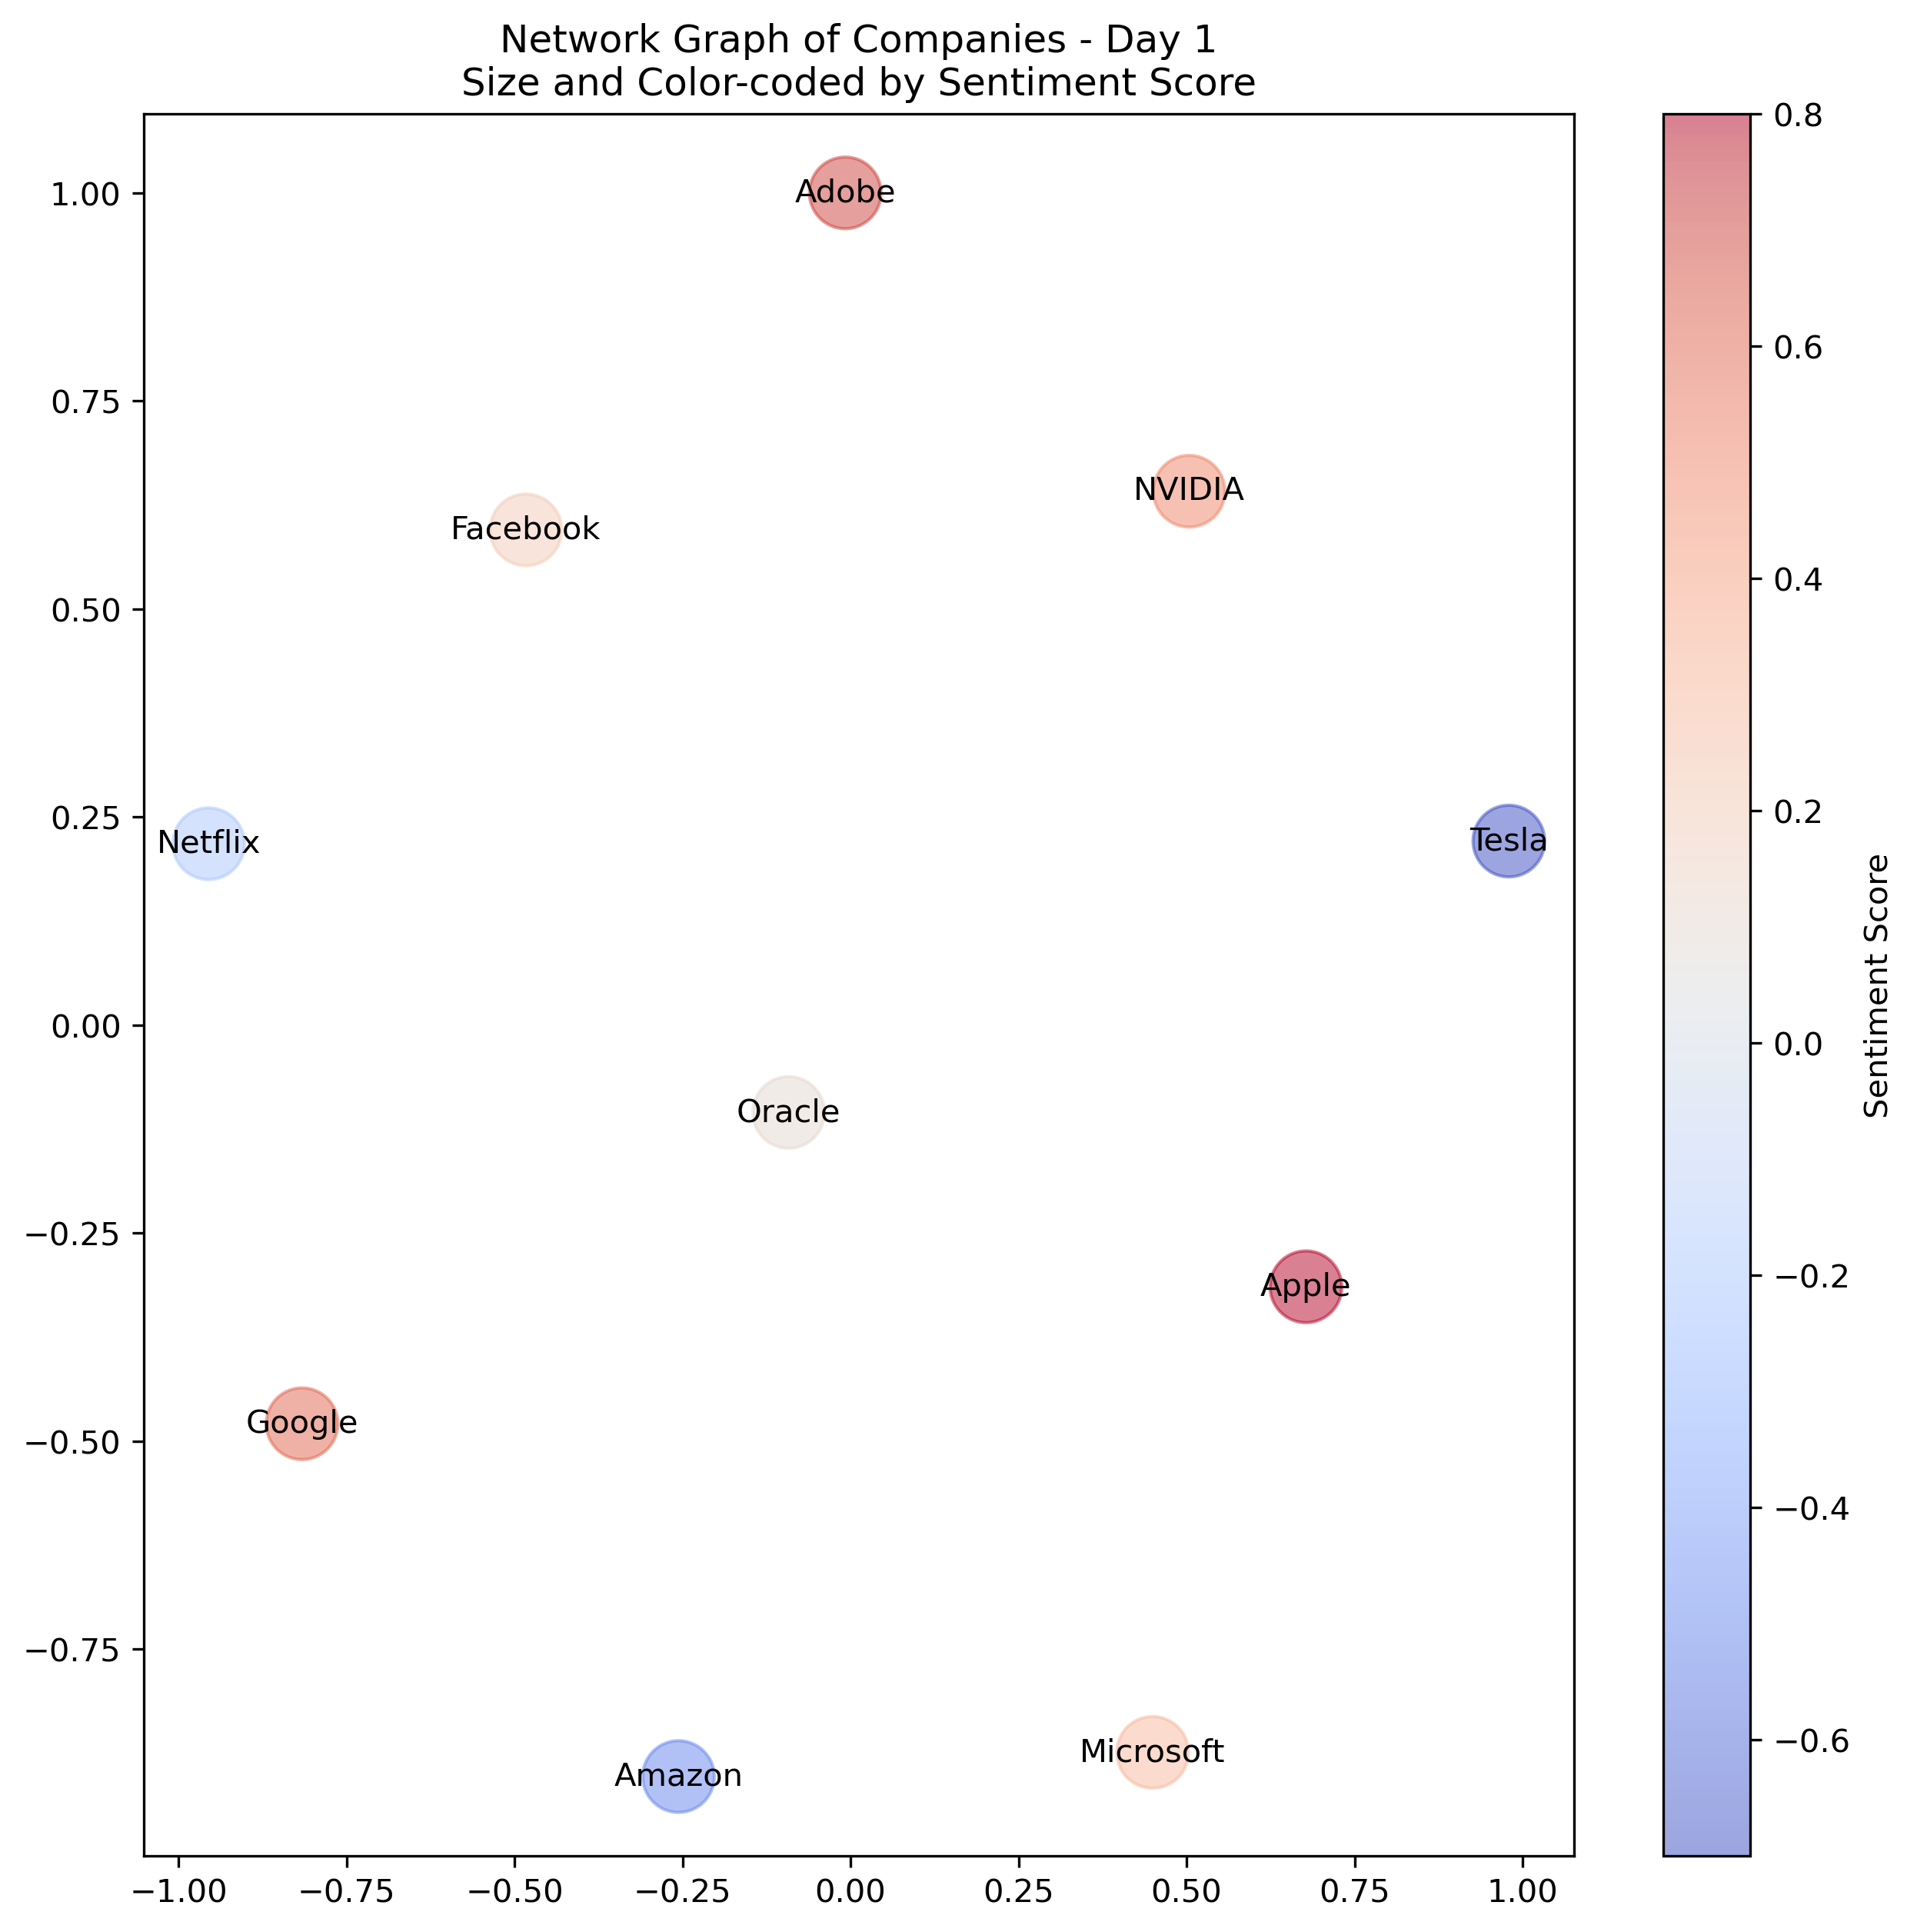 Network Graph of Companies - Day 1
Size and Color-coded by Sentiment Score
1.00
0.75
0.50
0.25
0.00
−0.25
−0.50
−0.75
−1.00
−0.75
−0.50
−0.25
0.00
0.25
0.50
0.75
1.00
Adobe
NVIDIA
Facebook
Netflix
Tesla
Oracle
Apple
Google
Microsoft
Amazon
0.8
0.6
0.4
0.2
0.0
−0.2
−0.4
−0.6
Sentiment Score